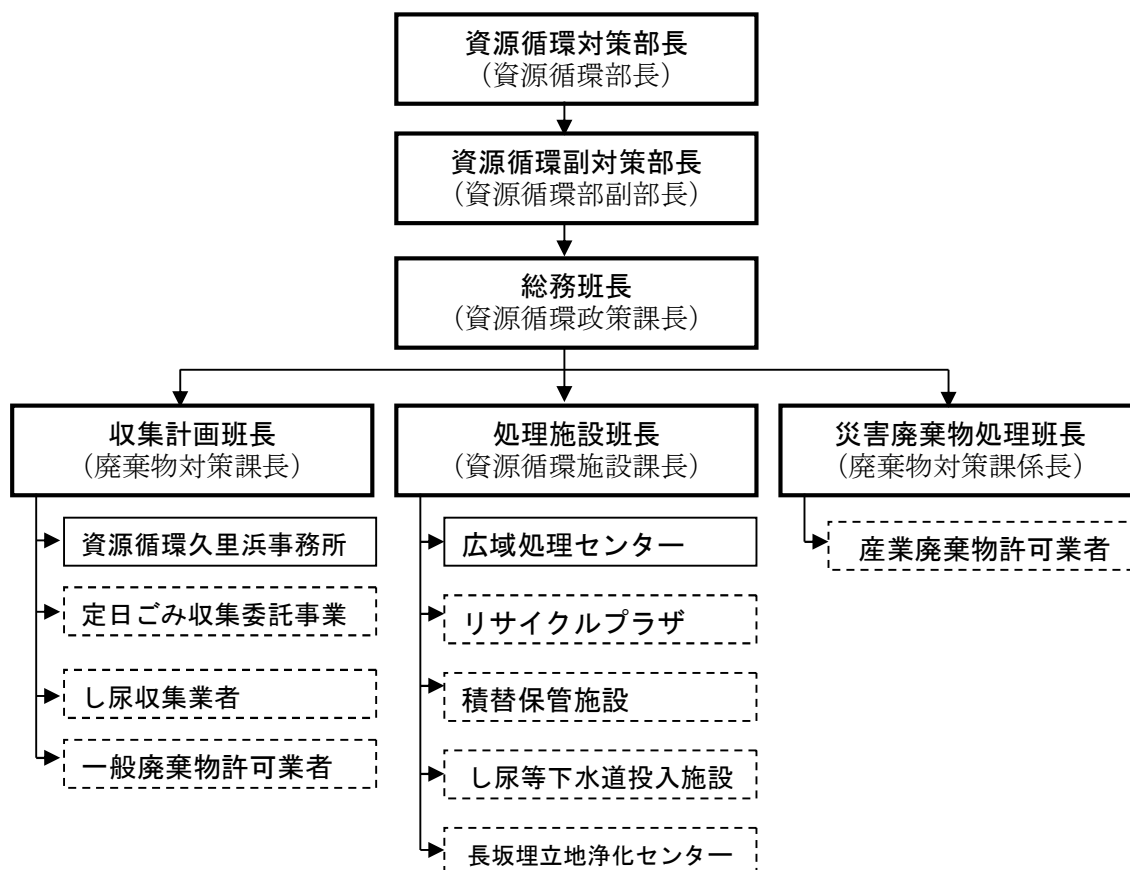 資源循環対策部長
（資源循環部長）
資源循環副対策部長
（資源循環部副部長）
総務班長
（資源循環政策課長）
収集計画班長
（廃棄物対策課長）
資源循環久里浜事務所
定日ごみ収集委託事業
し尿収集業者
一般廃棄物許可業者
処理施設班長
（資源循環施設課長）
広域処理センター
リサイクルプラザ
積替保管施設
し尿等下水道投入施設
長坂埋立地浄化センター
災害廃棄物処理班長
（廃棄物対策課係長）
産業廃棄物許可業者